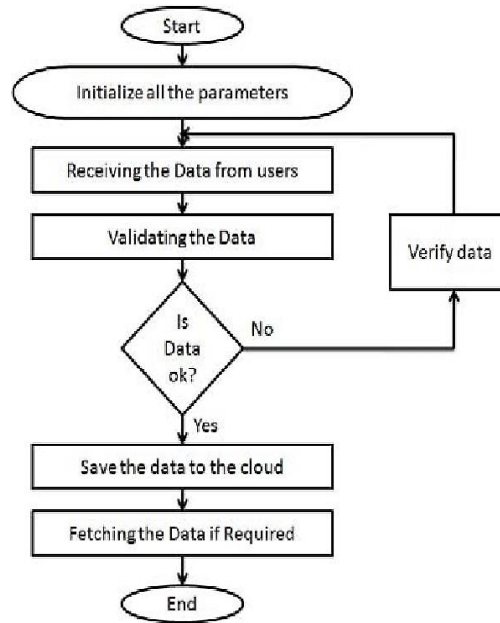 Start
Initialize all the parameters
Receiving the Data from users
Validating the Data
Verify data
Is
Data
ok?
No
Yes
Save the data to the cloud
Fetching the Data if Required
End